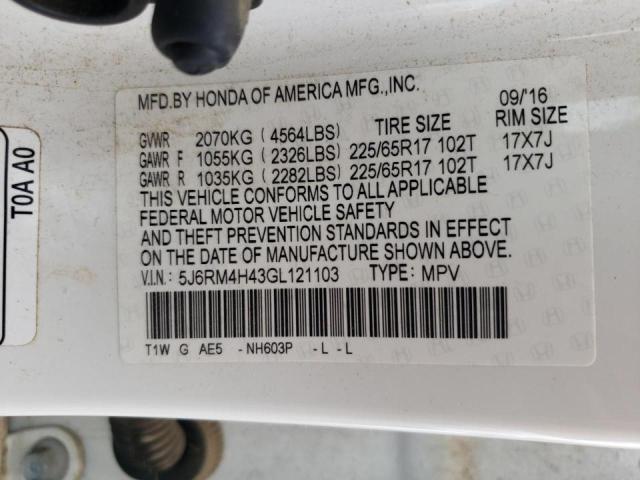 MFD.BY HONDA OF AMERICA MFG.,INC. 09/'16
GVWR 2070KG (4564LBS) TIRE SIZE RIM SIZE
GAWR F 1055KG (2326LBS) 225/65R17 102T 17X7J
GAWR R 1035KG (2282LBS) 225/65R17 102T 17X7J
THIS VEHICLE CONFORMS TO ALL APPLICABLE
FEDERAL MOTOR VEHICLE SAFETY
AND THEFT PREVENTION STANDARDS IN EFFECT ON
THE DATE OF MANUFACTURE SHOWN ABOVE.
V.I.N.: 5J6RM4H43GL121103 TYPE: MPV
T1W G AE5 -NH603P -L -L
T0A A0